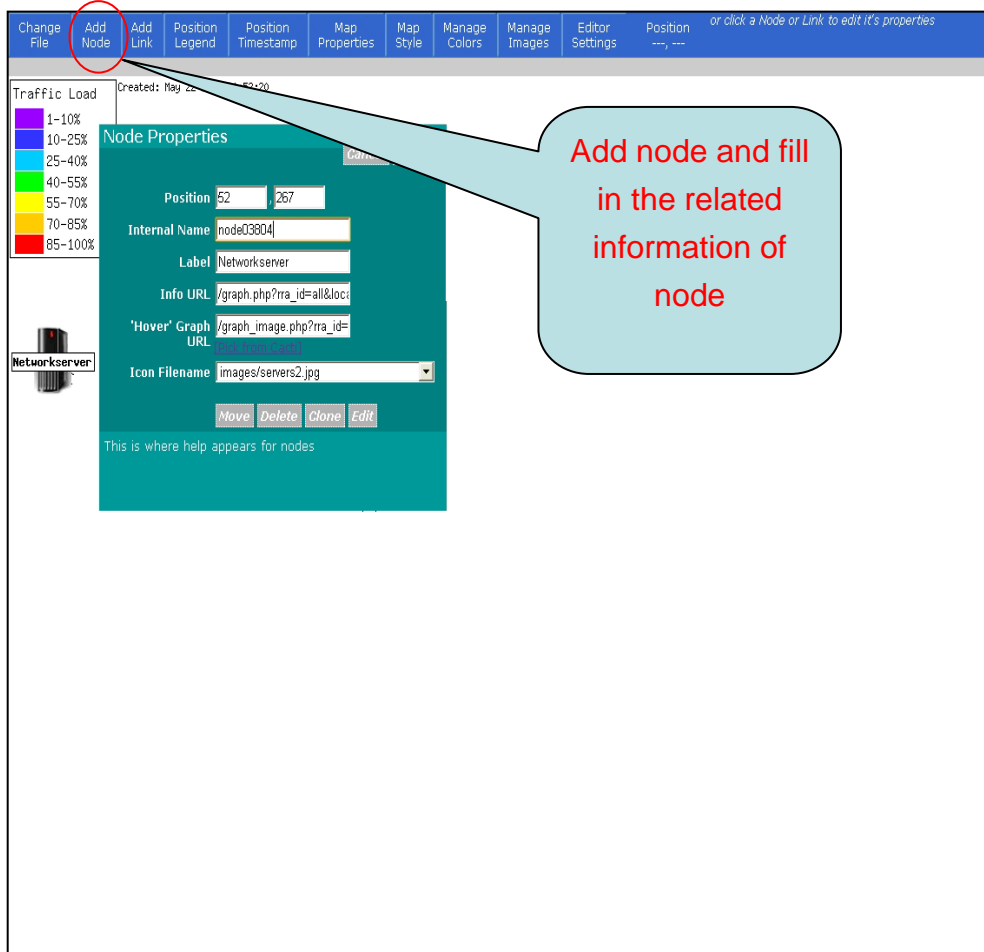 Change File
Add Node
Add Link
Position Legend
Position Timestamp
Map Properties
Map Style
Manage Colors
Manage Images
Editor Settings
Position ---, ---
or click a Node or Link to edit it's properties
Traffic Load
1-10%
10-25%
25-40%
40-55%
55-70%
70-85%
85-100%
Created: May 22
Node Properties
Position 52 , 267
Internal Name node03804
Label Networkserver
Info URL /graph.php?rra_id=all&loca
'Hover' Graph URL /graph_image.php?rra_id=
[Pick from Cacti]
Icon Filename images/servers2.jpg
Move Delete Clone Edit
This is where help appears for nodes
Networkserver
Add node and fill
in the related
information of
node